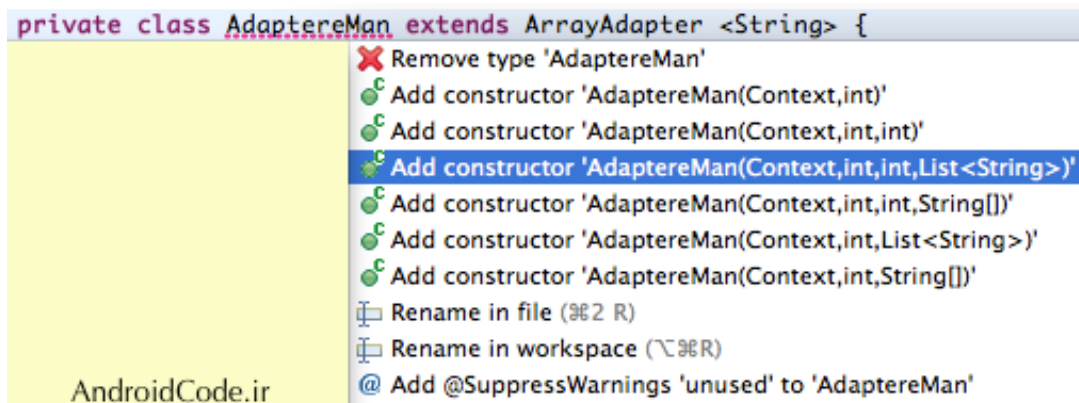 private class AdaptereMan extends ArrayAdapter <String> {
Remove type 'AdaptereMan'
Add constructor 'AdaptereMan(Context,int)'
Add constructor 'AdaptereMan(Context,int,int)'
Add constructor 'AdaptereMan(Context,int,int,List<String>)'
Add constructor 'AdaptereMan(Context,int,int,String[])'
Add constructor 'AdaptereMan(Context,int,List<String>)'
Add constructor 'AdaptereMan(Context,int,String[])'
Rename in file (⌘2 R)
Rename in workspace (⌥⌘R)
@ Add @SuppressWarnings 'unused' to 'AdaptereMan'
AndroidCode.ir